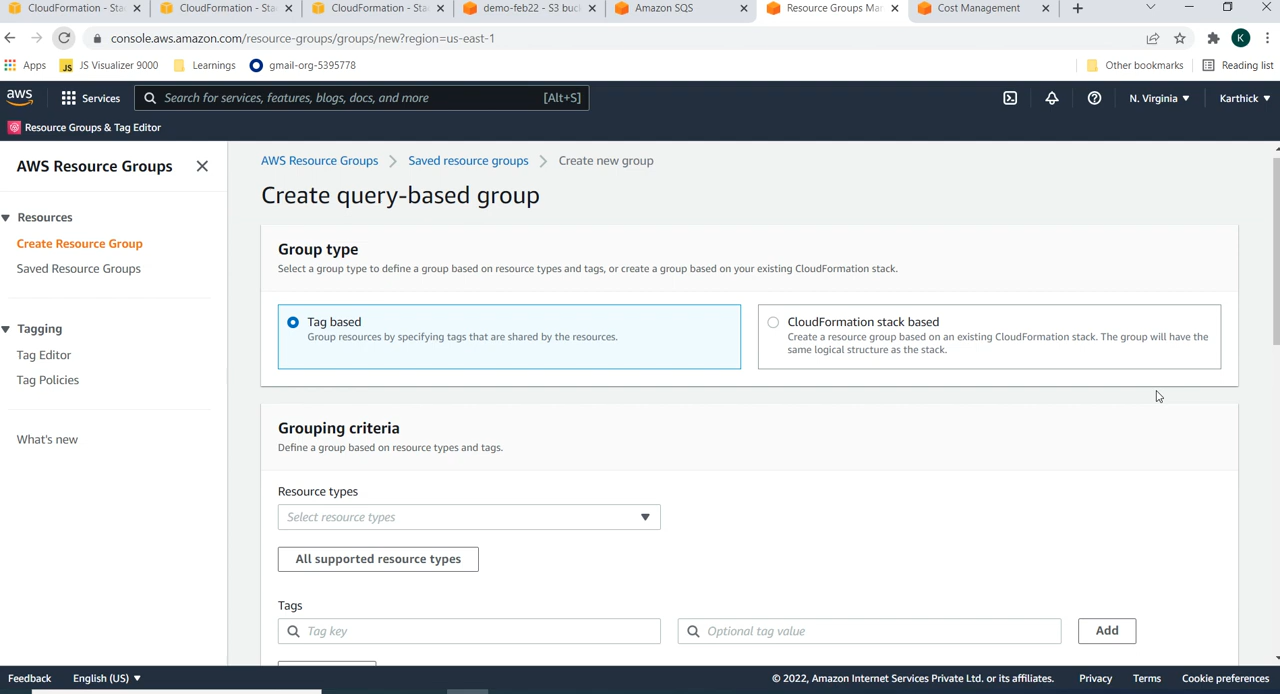 CloudFormation - Sta
CloudFormation - Stac
CloudFormation - Sta
demo-feb22 - S3 buc
Amazon SQS
Resource Groups Ma
Cost Management
console.aws.amazon.com/resource-groups/groups/new?region=us-east-1
K
Apps
JS Visualizer 9000
Learnings
gmail-org-5395778
Other bookmarks
Reading list
aws
Services
Search for services, features, blogs, docs, and more
[Alt+S]
N. Virginia
Karthick
Resource Groups & Tag Editor
AWS Resource Groups
Resources
Create Resource Group
Saved Resource Groups
Tagging
Tag Editor
Tag Policies
What's new
AWS Resource Groups
Saved resource groups
Create new group
Create query-based group
Group type
Select a group type to define a group based on resource types and tags, or create a group based on your existing CloudFormation stack.
Tag based
Group resources by specifying tags that are shared by the resources.
CloudFormation stack based
Create a resource group based on an existing CloudFormation stack. The group will have the
same logical structure as the stack.
Grouping criteria
Define a group based on resource types and tags.
Resource types
Select resource types
All supported resource types
Tags
Tag key
Optional tag value
Add
Feedback
English (US)
© 2022, Amazon Internet Services Private Ltd. or its affiliates.
Privacy
Terms
Cookie preferences